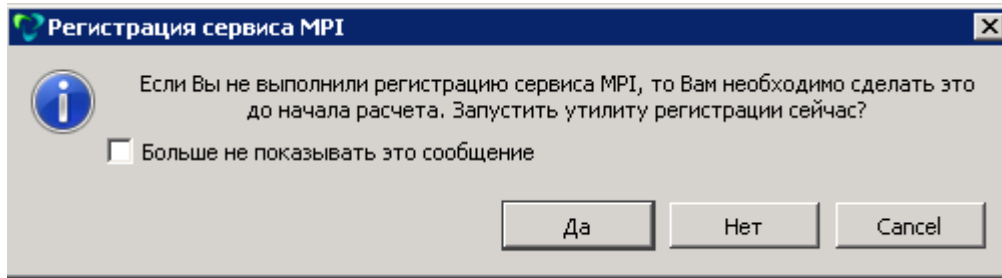 Регистрация сервиса MPI
Если Вы не выполнили регистрацию сервиса MPI, то Вам необходимо сделать это
до начала расчета. Запустить утилиту регистрации сейчас?
Больше не показывать это сообщение
Да Нет Cancel